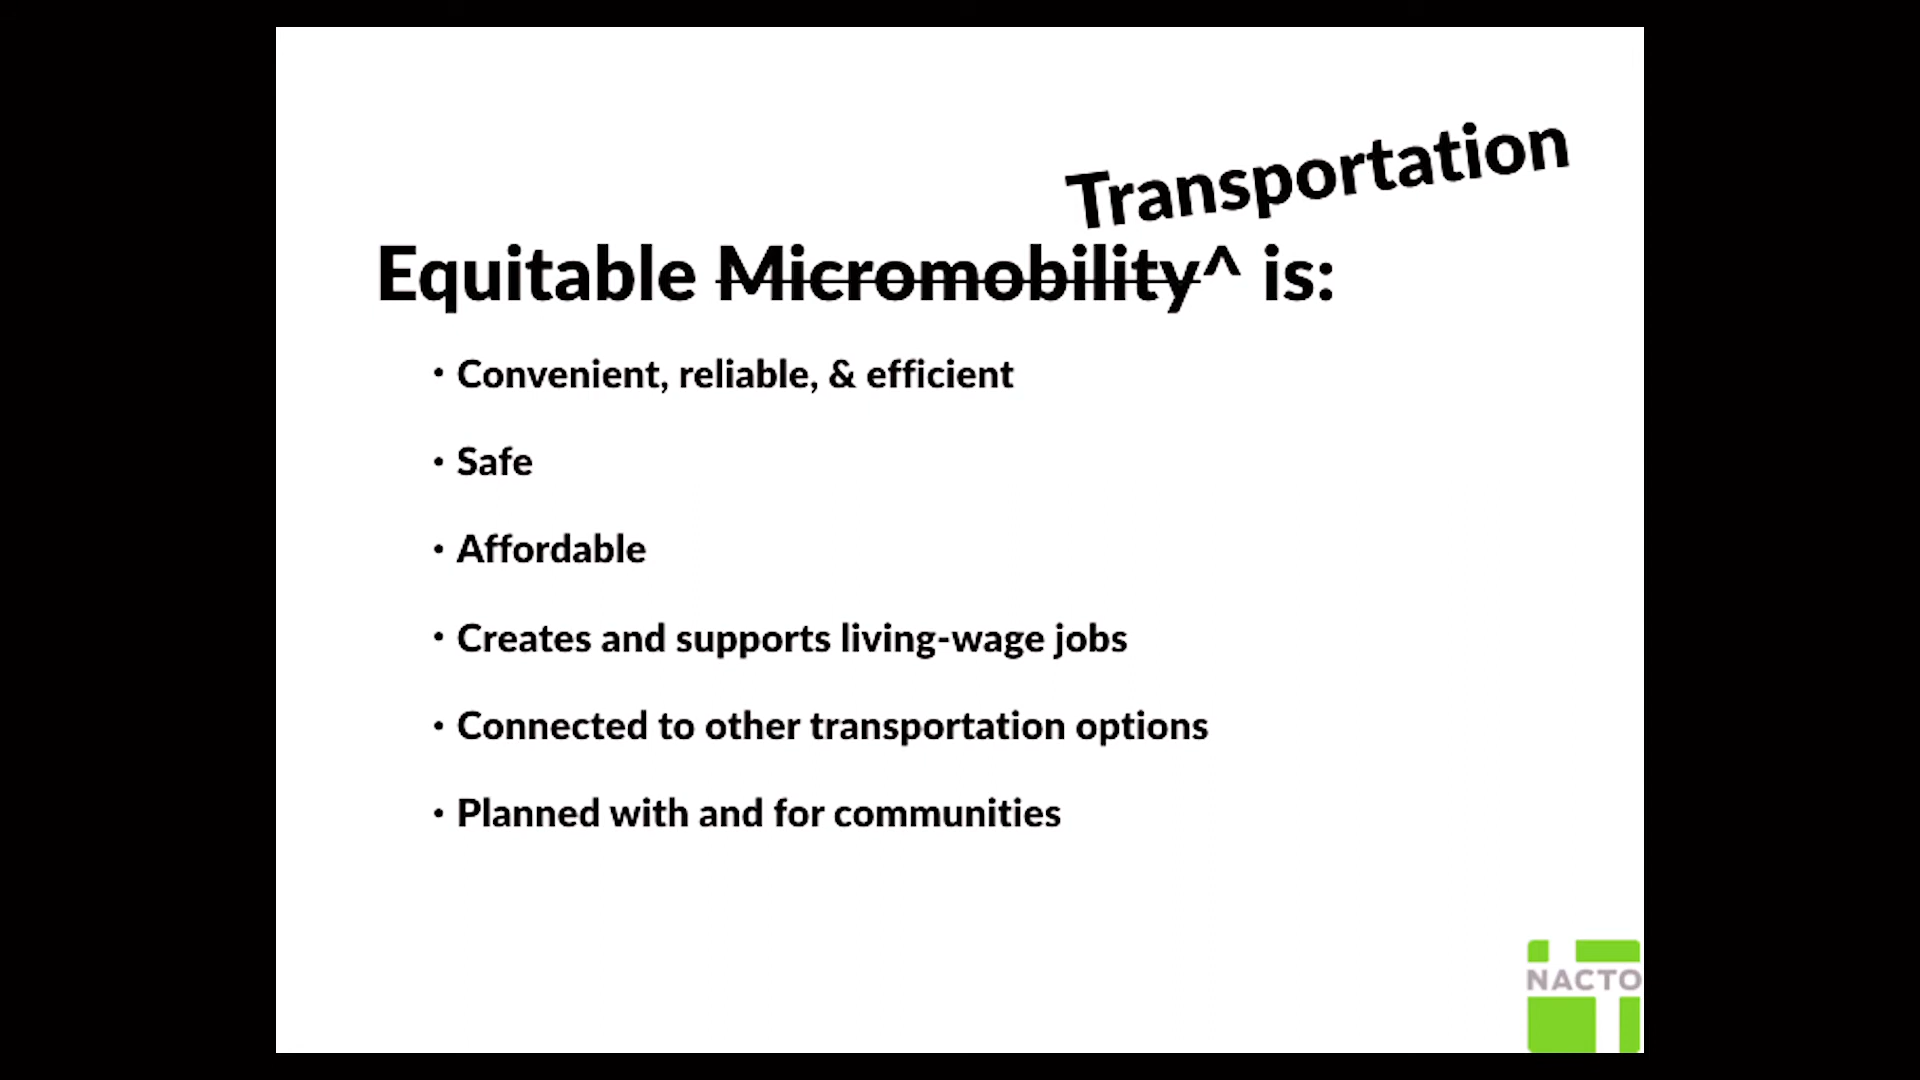 Transportation
Equitable Micromobility^ is:
• Convenient, reliable, & efficient
• Safe
• Affordable
• Creates and supports living-wage jobs
• Connected to other transportation options
• Planned with and for communities
NACTO